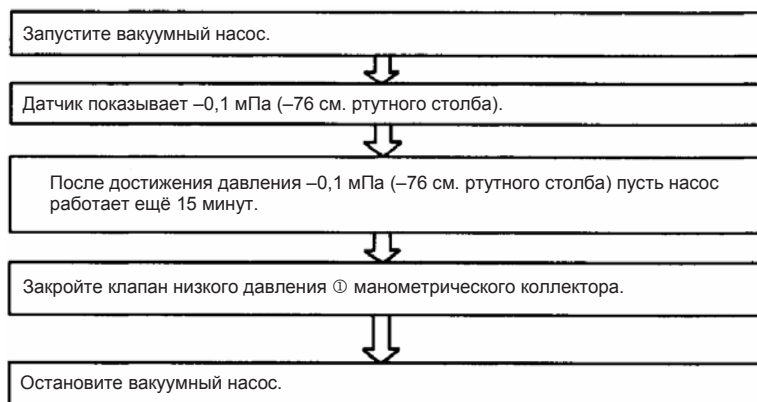 Запустите вакуумный насос.
Датчик показывает –0,1 мПа (–76 см. ртутного столба).
После достижения давления –0,1 мПа (–76 см. ртутного столба) пусть насос
работает ещё 15 минут.
Закройте клапан низкого давления ① манометрического коллектора.
Остановите вакуумный насос.